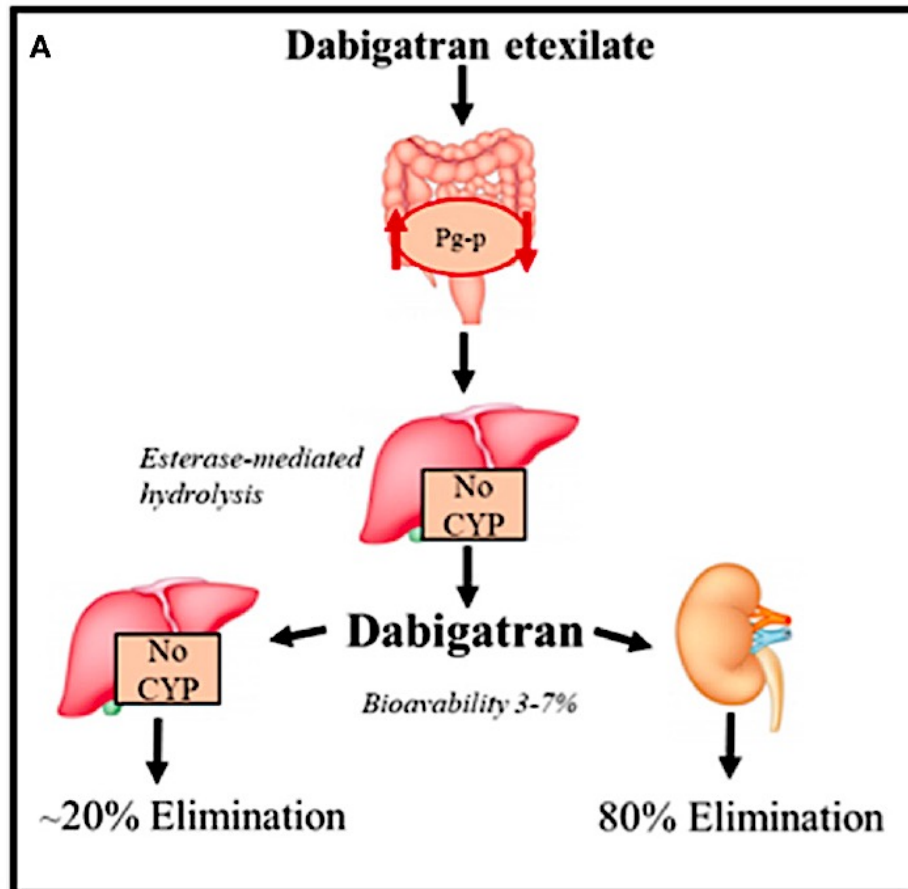 A
Dabigatran etexilate
Pg-p
Esterase-mediated
hydrolysis
No
CYP
Dabigatran
No
CYP
Bioavability 3-7%
~20% Elimination
80% Elimination